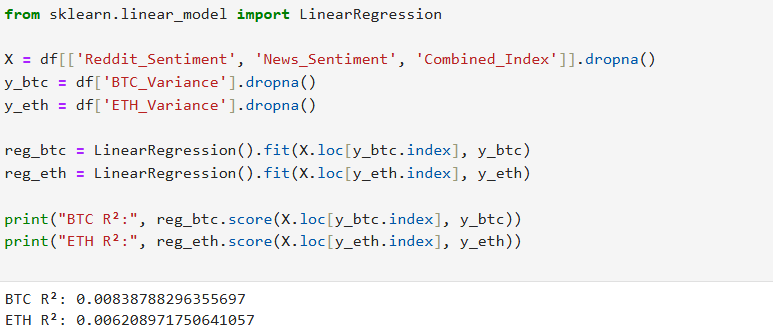 from sklearn.linear_model import LinearRegression
X = df[['Reddit_Sentiment', 'News_Sentiment', 'Combined_Index']].dropna()
y_btc = df['BTC_Variance'].dropna()
y_eth = df['ETH_Variance'].dropna()
reg_btc = LinearRegression().fit(X.loc[y_btc.index], y_btc)
reg_eth = LinearRegression().fit(X.loc[y_eth.index], y_eth)
print("BTC R²:", reg_btc.score(X.loc[y_btc.index], y_btc))
print("ETH R²:", reg_eth.score(X.loc[y_eth.index], y_eth))
BTC R²: 0.00838788296355697
ETH R²: 0.006208971750641057